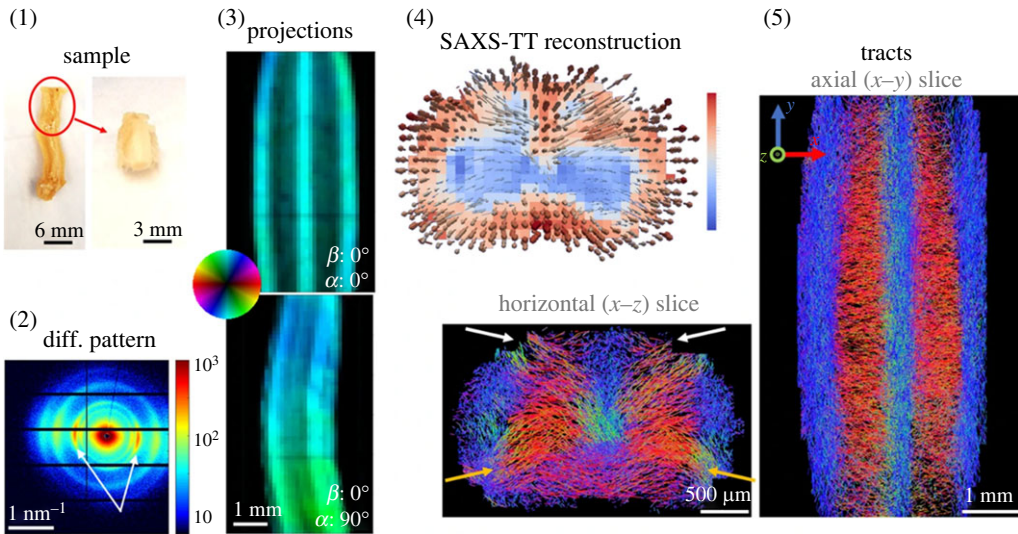 (1)
sample
6 mm
3 mm
(2)
diff. pattern
10³
10²
10
1 nm⁻¹
(3)
projections
β: 0°
α: 0°
β: 0°
α: 90°
1 mm
(4)
SAXS-TT reconstruction
horizontal (x–z) slice
500 µm
(5)
tracts
axial (x–y) slice
y
z
1 mm